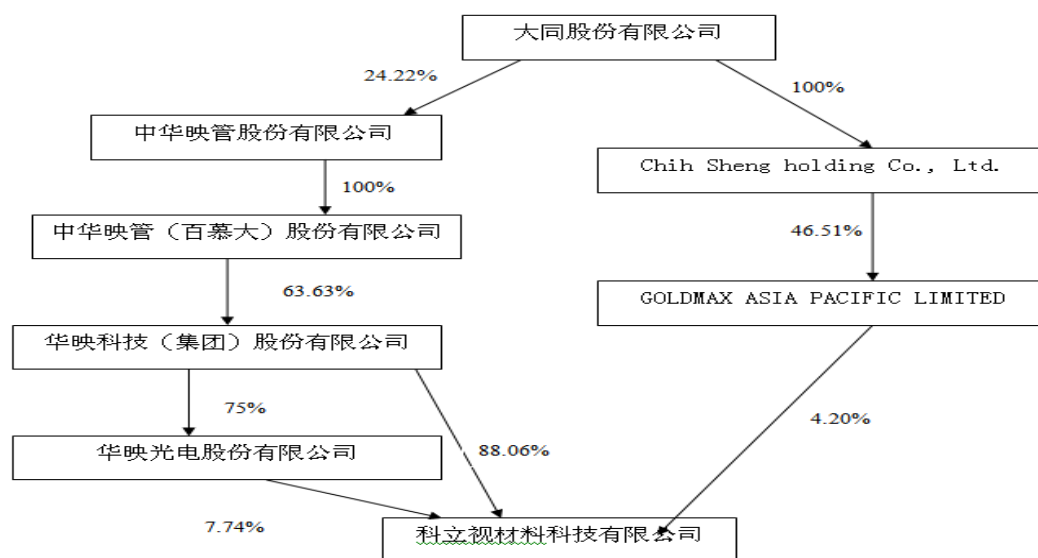 大同股份有限公司
24.22%
100%
中华映管股份有限公司
Chih Sheng holding Co., Ltd.
100%
中华映管（百慕大）股份有限公司
46.51%
63.63%
GOLDMAX ASIA PACIFIC LIMITED
华映科技（集团）股份有限公司
75%
4.20%
华映光电股份有限公司
88.06%
7.74%
科立视材料科技有限公司